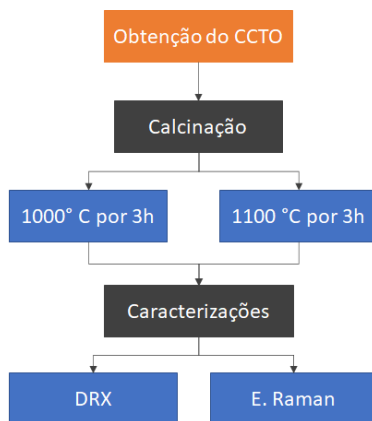 Obtenção do CCTO
Calcinação
1000° C por 3h
1100 °C por 3h
Caracterizações
DRX
E. Raman